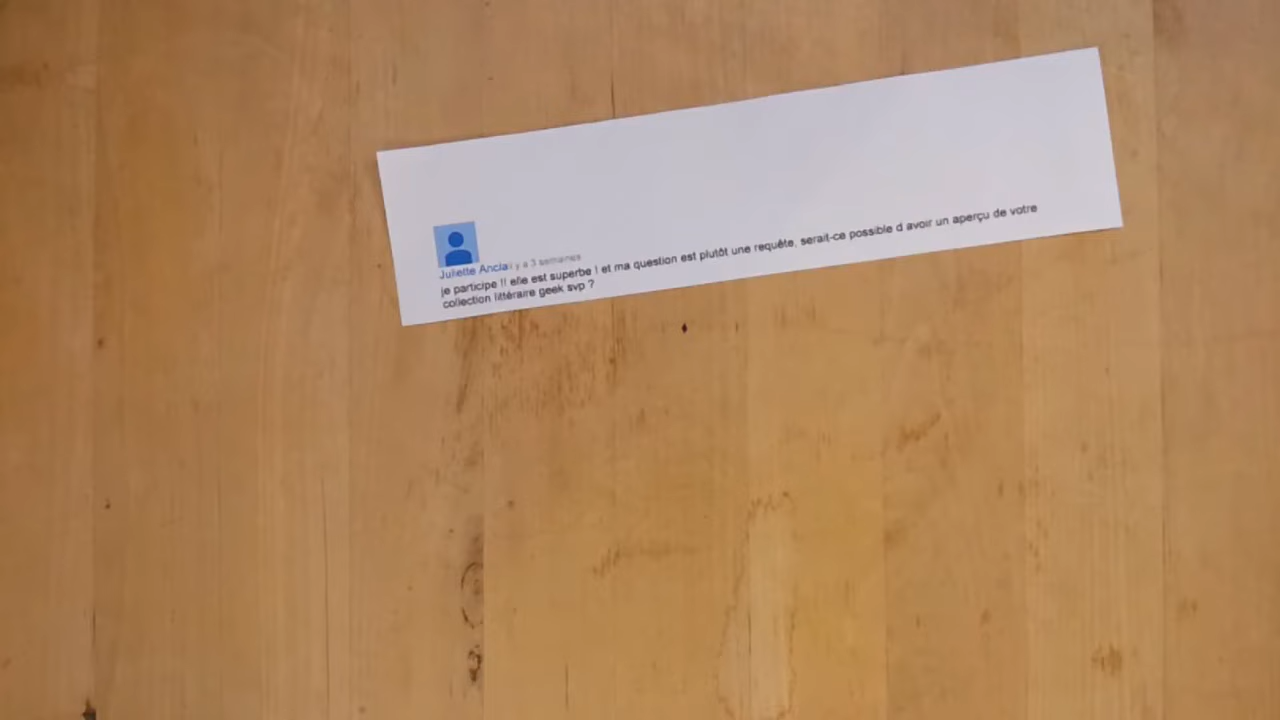 Juliette Ancia il y a 3 semaines
je participe !! elle est superbe ! et ma question est plutôt une requête, serait-ce possible d avoir un aperçu de votre
collection littéraire geek svp ?